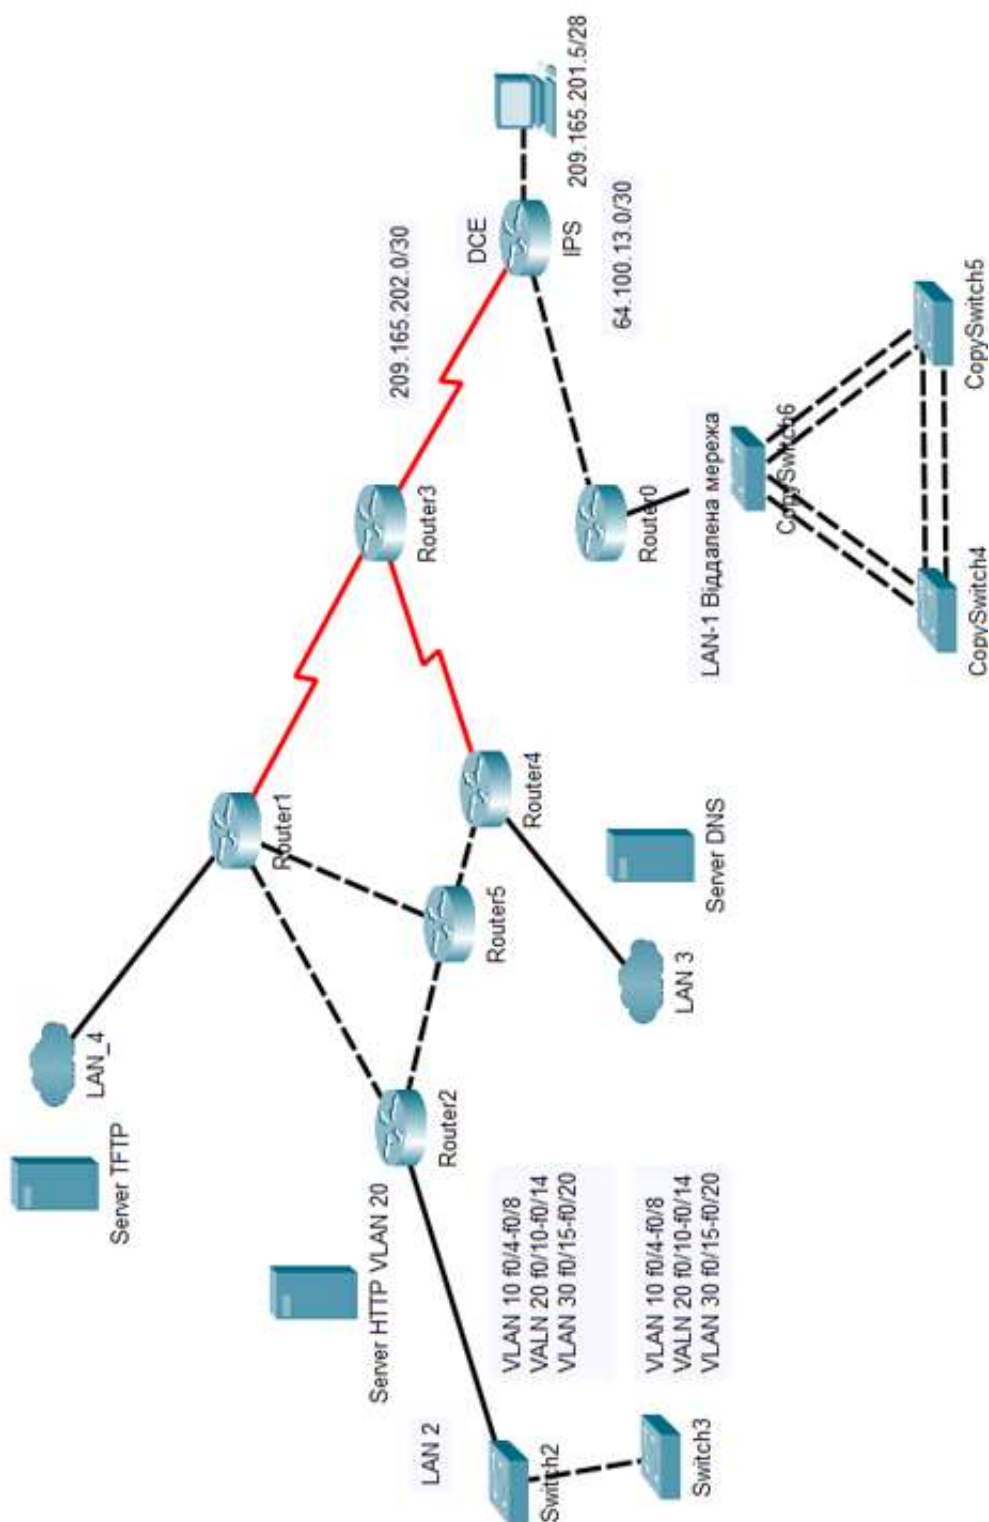 LAN_4
Server TFTP
Router1
209.165.202.0/30
DCE
IPS
209.165.201.5/28
Router3
64.100.13.0/30
Router2
Router5
Router4
Router0
Server HTTP VLAN 20
LAN 3
Server DNS
LAN-1 Віддалена мережа
CopySwitch6
CopySwitch4
CopySwitch5
LAN 2
Switch2
VLAN 10 f0/4-f0/8
VALN 20 f0/10-f0/14
VLAN 30 f0/15-f0/20
Switch3
VLAN 10 f0/4-f0/8
VALN 20 f0/10-f0/14
VLAN 30 f0/15-f0/20